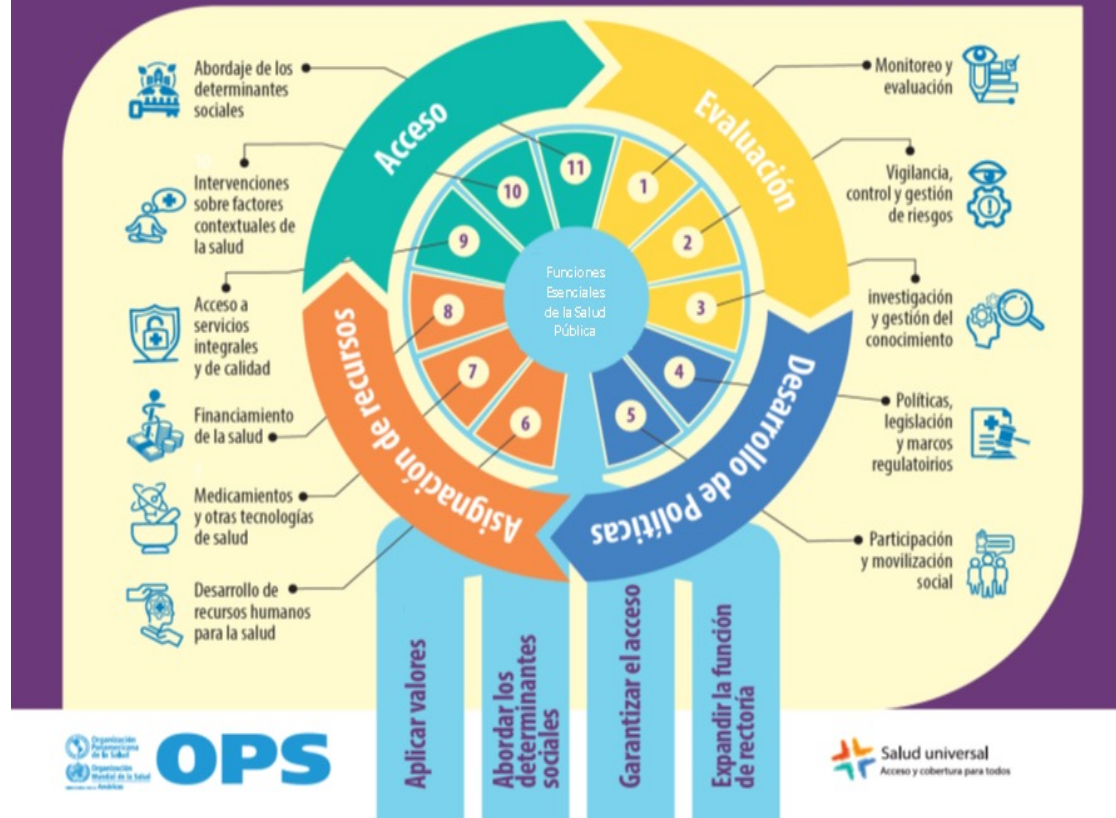 Abordaje de los
determinantes
sociales
Intervenciones
sobre factores
contextuales de
la salud
Acceso a
servicios
integrales
y de calidad
Financiamiento
de la salud
Medicamientos
y otras tecnologías
de salud
Desarrollo de
recursos humanos
para la salud
Acceso
Evaluación
Desarrollo de Políticas
Asignación de recursos
1
2
3
4
5
6
7
8
9
10
11
Funciones
Esenciales
de la Salud
Pública
Monitoreo y
evaluación
Vigilancia,
control y gestión
de riesgos
investigación
y gestión del
conocimiento
Políticas,
legislación
y marcos
regulatoirios
Participación
y movilización
social
Aplicar valores
Abordar los
determinantes
sociales
Garantizar el acceso
Expandir la función
de rectoría
Organización
Panamericana
de la Salud
Organización
Mundial de la Salud
Américas
OPS
Salud universal
Acceso y cobertura para todos